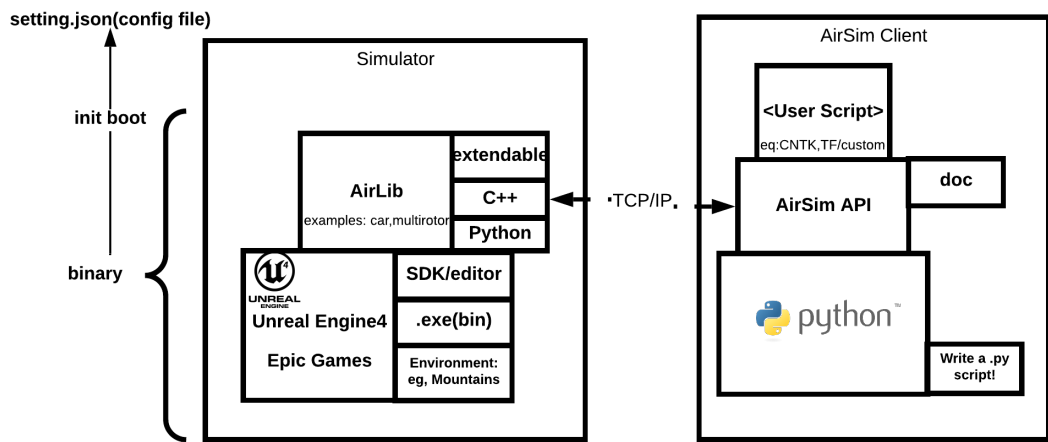 setting.json(config file)
init boot
binary
Simulator
AirLib
examples: car,multirotor
extendable
C++
Python
UNREAL
ENGINE
4
Unreal Engine4
Epic Games
SDK/editor
.exe(bin)
Environment:
eg, Mountains
TCP/IP
AirSim Client
<User Script>
eq:CNTK,TF/custom
AirSim API
doc
python™
Write a .py
script!